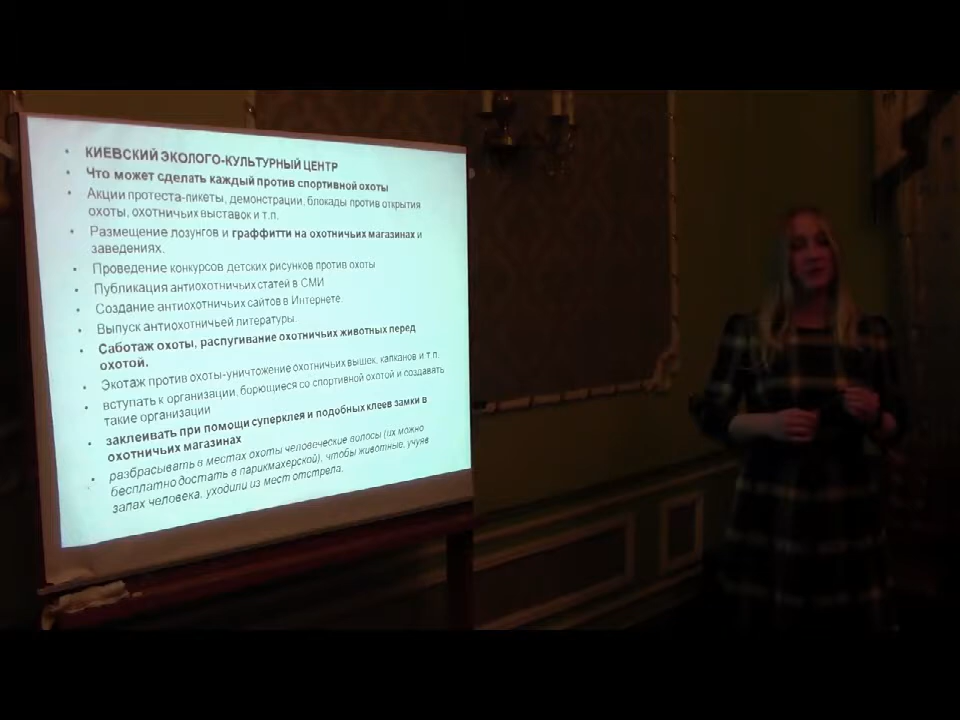 КИЕВСКИЙ ЭКОЛОГО-КУЛЬТУРНЫЙ ЦЕНТР
Что может сделать каждый против спортивной охоты
Акции протеста-пикеты, демонстрации, блокады против открытия
охоты, охотничьих выставок и т.п.
Размещение лозунгов и граффитти на охотничьих магазинах и
заведениях.
Проведение конкурсов детских рисунков против охоты
Публикация антиохотничьих статей в СМИ
Создание антиохотничьих сайтов в Интернете
Выпуск антиохотничьей литературы
Саботаж охоты, распугивание охотничьих животных перед
охотой.
Экотаж против охоты-уничтожение охотничьих вышек, капканов и т.п.
вступать к организации, борющиеся со спортивной охотой и создавать
такие организации
заклеивать при помощи суперклея и подобных клеев замки в
охотничьих магазинах
разбрасывать в местах охоты человеческие волосы (их можно
бесплатно достать в парикмахерской), чтобы животные, учуяв
запах человека, уходили из мест отстрела.